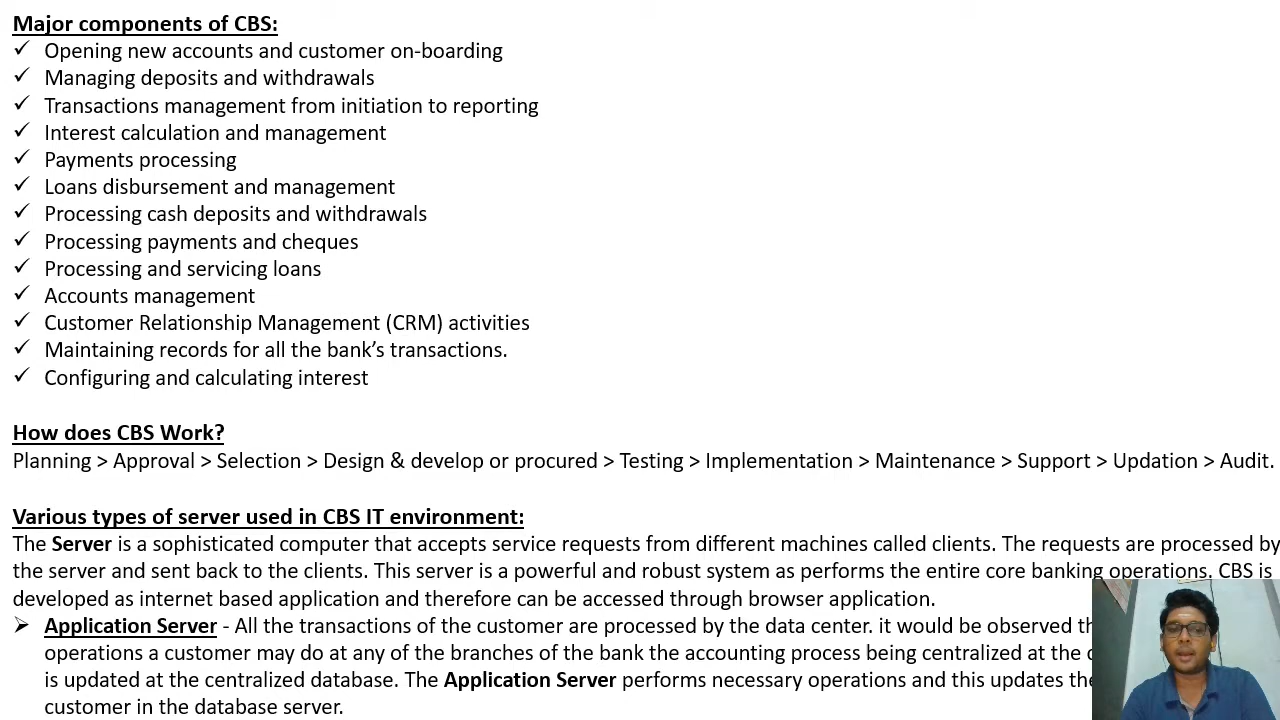 Major components of CBS:
✓ Opening new accounts and customer on-boarding
✓ Managing deposits and withdrawals
✓ Transactions management from initiation to reporting
✓ Interest calculation and management
✓ Payments processing
✓ Loans disbursement and management
✓ Processing cash deposits and withdrawals
✓ Processing payments and cheques
✓ Processing and servicing loans
✓ Accounts management
✓ Customer Relationship Management (CRM) activities
✓ Maintaining records for all the bank’s transactions.
✓ Configuring and calculating interest
How does CBS Work?
Planning > Approval > Selection > Design & develop or procured > Testing > Implementation > Maintenance > Support > Updation > Audit.
Various types of server used in CBS IT environment:
The Server is a sophisticated computer that accepts service requests from different machines called clients. The requests are processed by
the server and sent back to the clients. This server is a powerful and robust system as performs the entire core banking operations. CBS is
developed as internet based application and therefore can be accessed through browser application.
➢ Application Server - All the transactions of the customer are processed by the data center. it would be observed
operations a customer may do at any of the branches of the bank the accounting process being centralized at the
is updated at the centralized database. The Application Server performs necessary operations and this updates
customer in the database server.